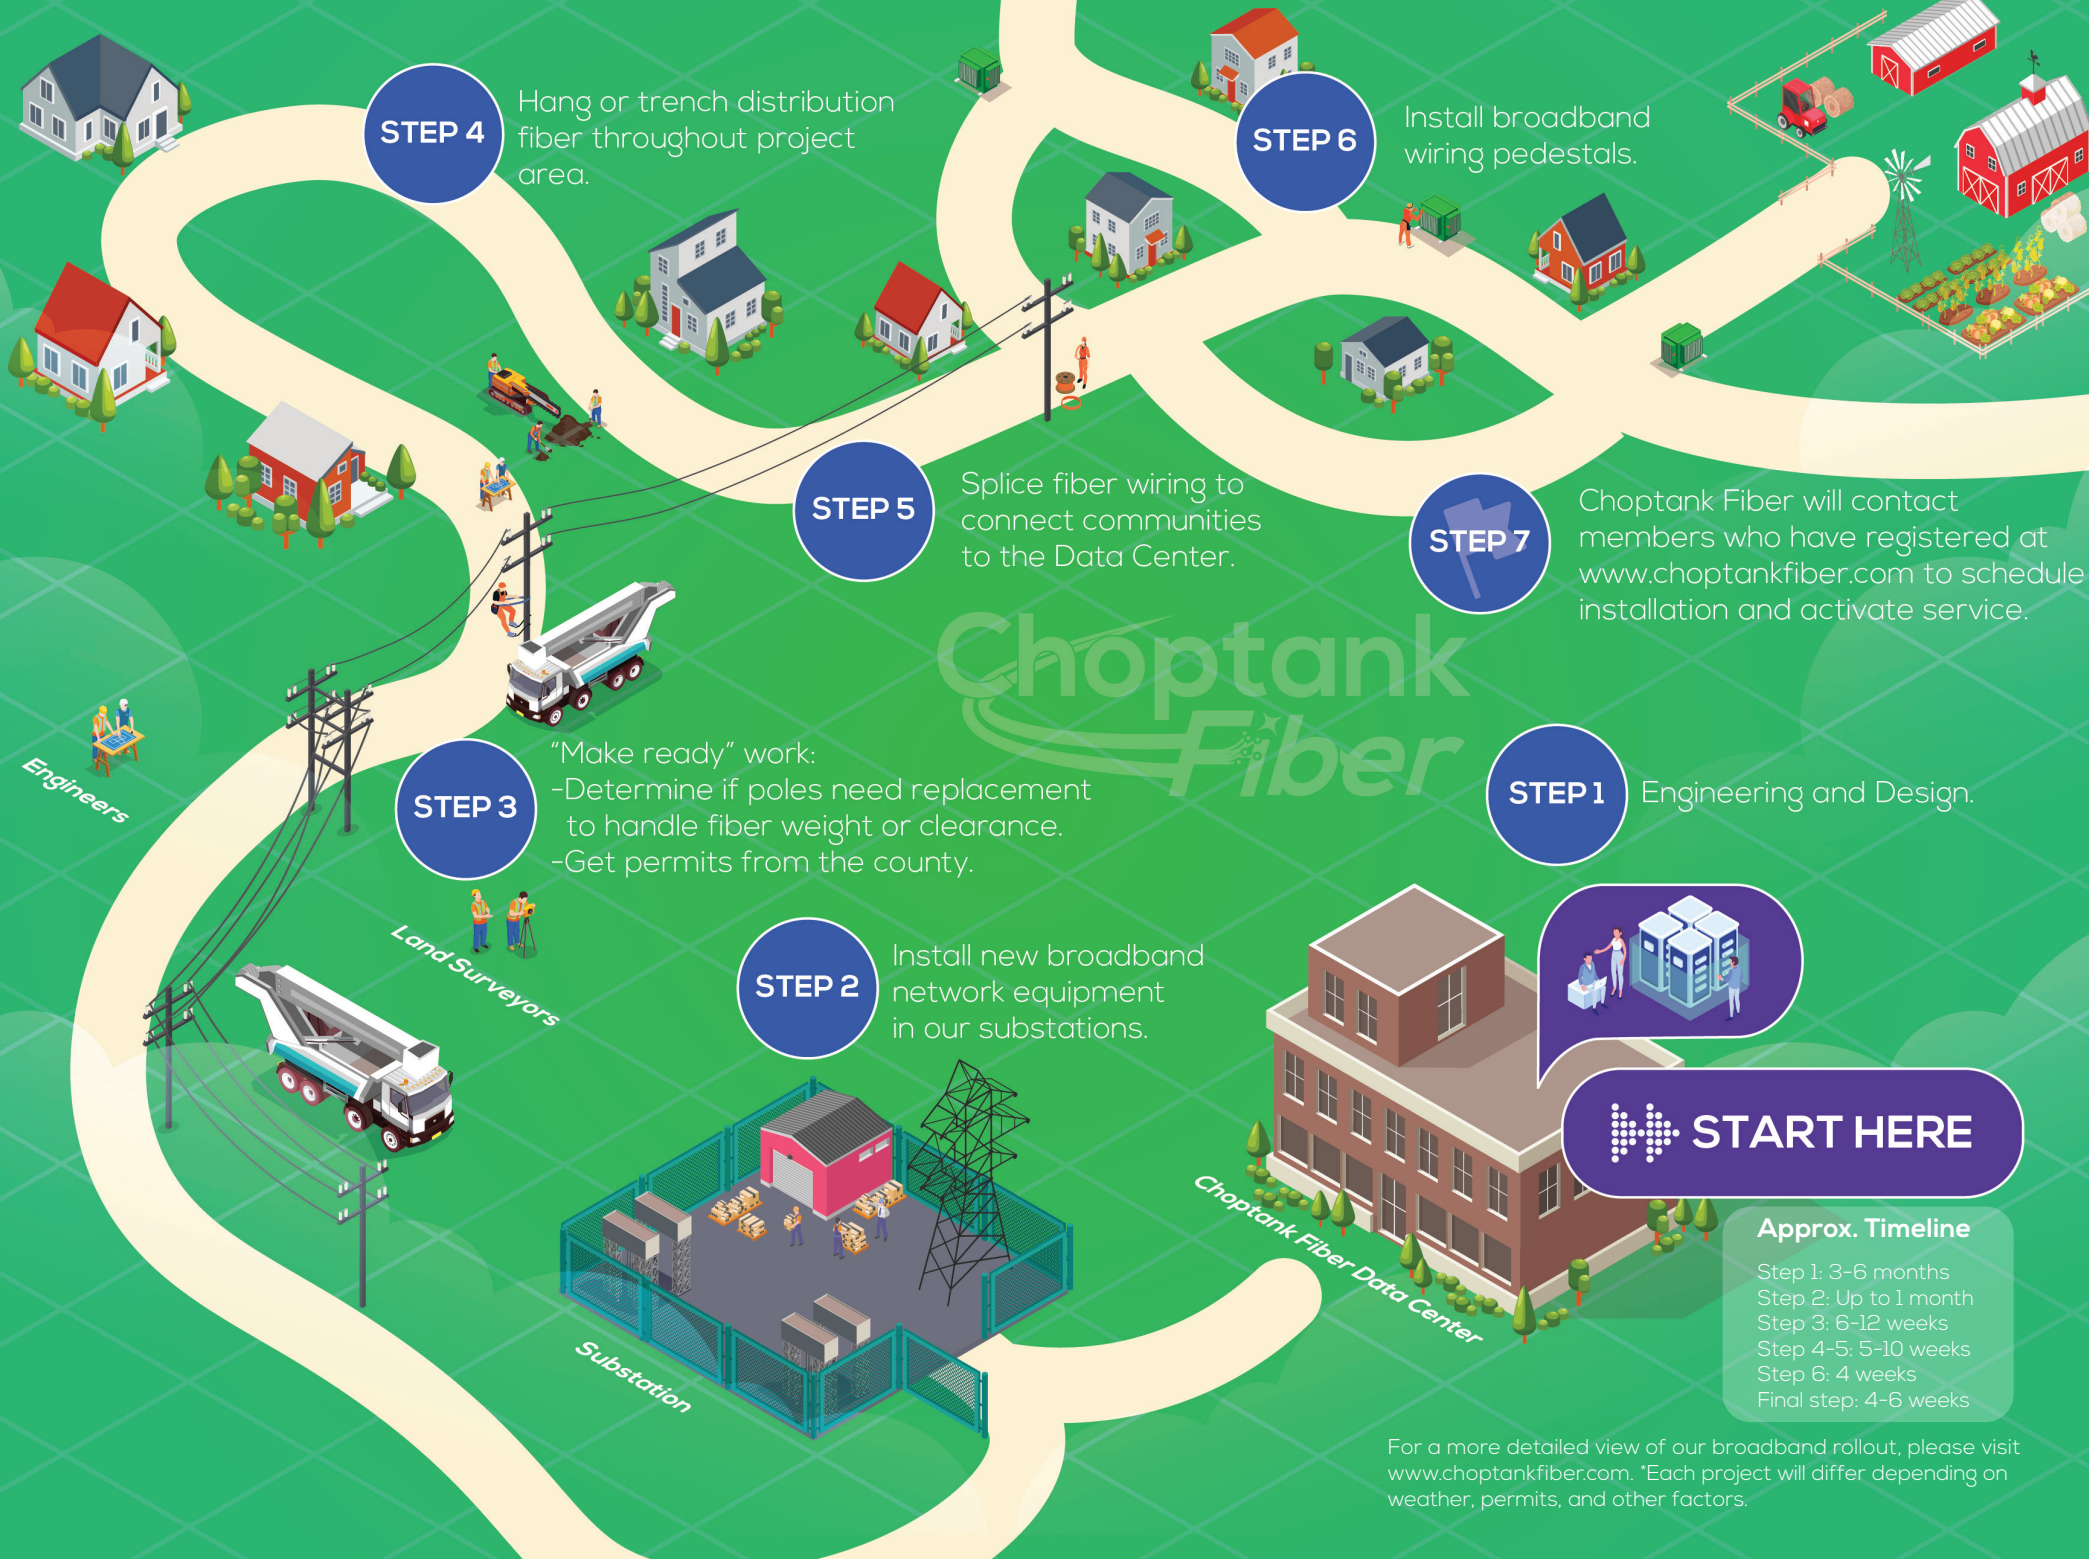 STEP 4
Hang or trench distribution
fiber throughout project
area.
STEP 6
Install broadband
wiring pedestals.
STEP 5
Splice fiber wiring to
connect communities
to the Data Center.
STEP 7
Choptank Fiber will contact
members who have registered at
www.choptankfiber.com to schedule
installation and activate service.
Choptank
Fiber
Engineers
STEP 3
"Make ready" work:
-Determine if poles need replacement
to handle fiber weight or clearance.
-Get permits from the county.
Land Surveyors
STEP 1
Engineering and Design.
STEP 2
Install new broadband
network equipment
in our substations.
Substation
Choptank Fiber Data Center
START HERE
Approx. Timeline
Step 1: 3-6 months
Step 2: Up to 1 month
Step 3: 6-12 weeks
Step 4-5: 5-10 weeks
Step 6: 4 weeks
Final step: 4-6 weeks
For a more detailed view of our broadband rollout, please visit
www.choptankfiber.com. *Each project will differ depending on
weather, permits, and other factors.